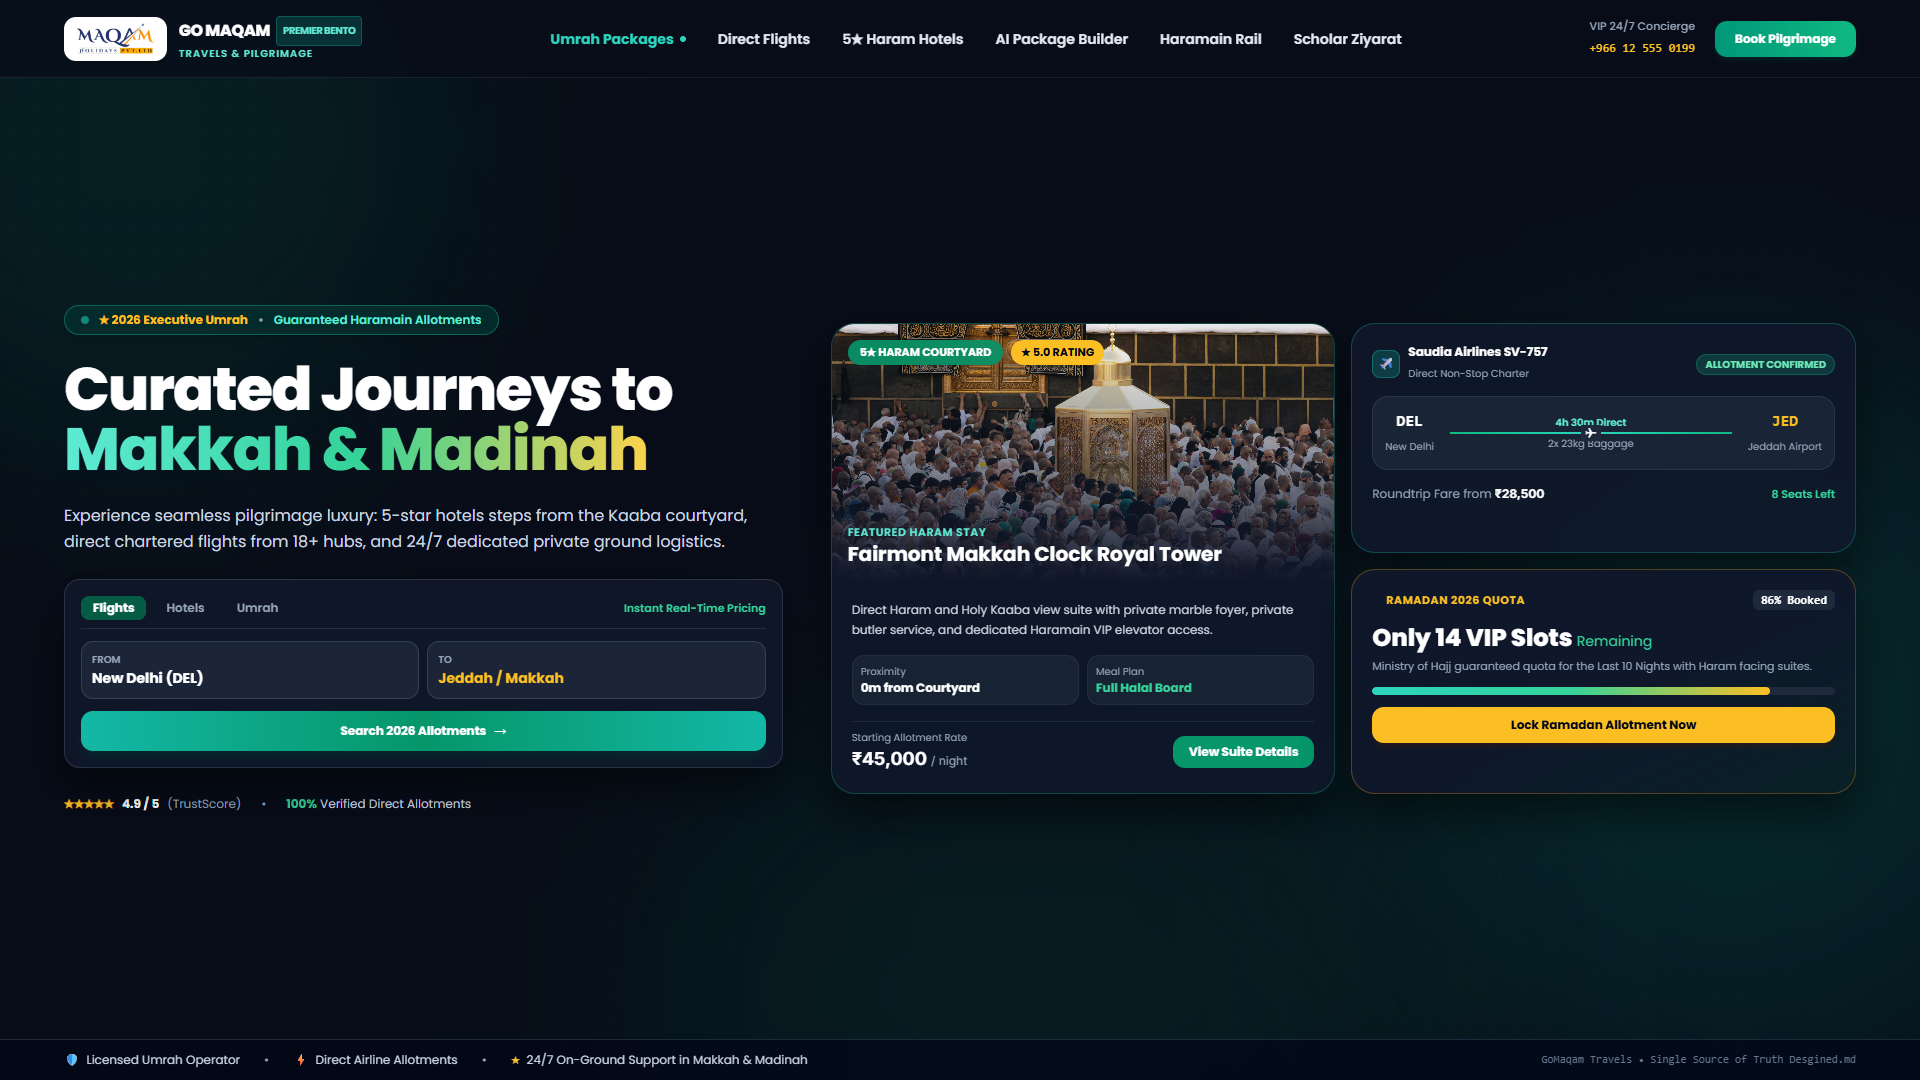 MAQAM
HOLIDAYS PVT.LTD
GO MAQAM
PREMIER BENTO
TRAVELS & PILGRIMAGE
Umrah Packages
Direct Flights
5★ Haram Hotels
AI Package Builder
Haramain Rail
Scholar Ziyarat
VIP 24/7 Concierge
+966 12 555 0199
Book Pilgrimage
★ 2026 Executive Umrah • Guaranteed Haramain Allotments
Curated Journeys to
Makkah & Madinah
Experience seamless pilgrimage luxury: 5-star hotels steps from the Kaaba courtyard,
direct chartered flights from 18+ hubs, and 24/7 dedicated private ground logistics.
Flights
Hotels
Umrah
Instant Real-Time Pricing
FROM
New Delhi (DEL)
TO
Jeddah / Makkah
Search 2026 Allotments →
★★★★★ 4.9 / 5 (TrustScore) • 100% Verified Direct Allotments
5★ HARAM COURTYARD
★ 5.0 RATING
FEATURED HARAM STAY
Fairmont Makkah Clock Royal Tower
Direct Haram and Holy Kaaba view suite with private marble foyer, private
butler service, and dedicated Haramain VIP elevator access.
Proximity
0m from Courtyard
Meal Plan
Full Halal Board
Starting Allotment Rate
₹45,000 / night
View Suite Details
Saudia Airlines SV-757
Direct Non-Stop Charter
ALLOTMENT CONFIRMED
DEL
New Delhi
4h 30m Direct
2x 23kg Baggage
JED
Jeddah Airport
Roundtrip Fare from ₹28,500
8 Seats Left
RAMADAN 2026 QUOTA
86% Booked
Only 14 VIP Slots Remaining
Ministry of Hajj guaranteed quota for the Last 10 Nights with Haram facing suites.
Lock Ramadan Allotment Now
Licensed Umrah Operator • Direct Airline Allotments • ★ 24/7 On-Ground Support in Makkah & Madinah
GoMaqam Travels • Single Source of Truth Desgined.md